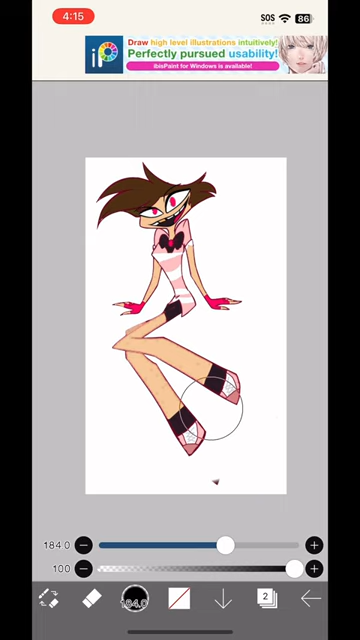 4:15
SOS
86
Draw high level illustrations intuitively!
iP
Perfectly pursued usability!
ibisPaint for Windows is available!
184.0
100
184.0
2